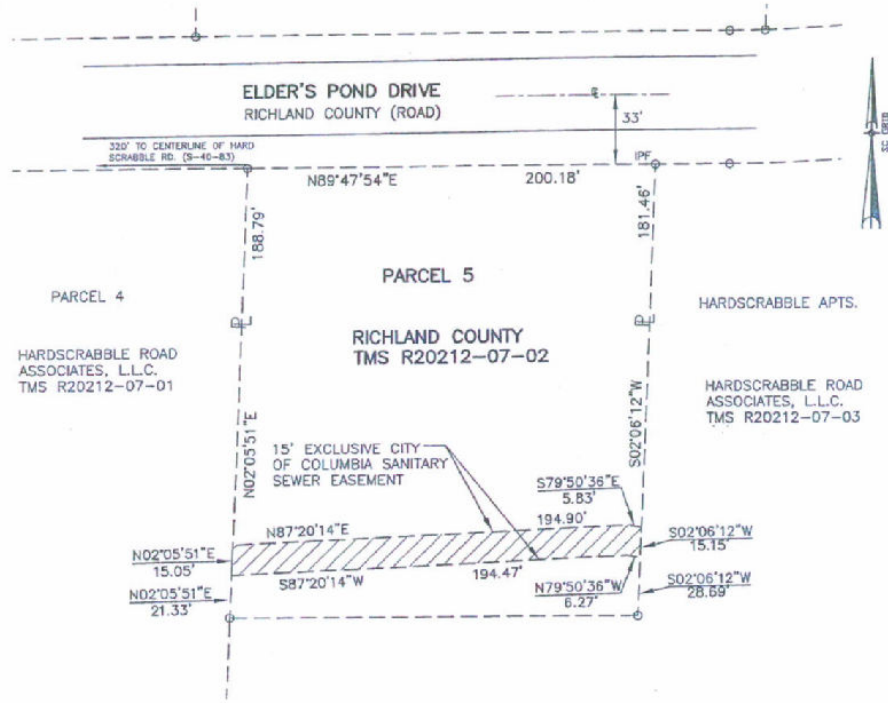 ELDER'S POND DRIVE
RICHLAND COUNTY (ROAD)
33'
SC GRID
320' TO CENTERLINE OF HARD
SCRABBLE RD. (S-40-83)
IPF
N89°47'54"E
200.18'
188.79'
181.46'
PARCEL 5
PARCEL 4
HARDSCRABBLE APTS.
RICHLAND COUNTY
TMS R20212-07-02
HARDSCRABBLE ROAD
ASSOCIATES, L.L.C.
TMS R20212-07-01
HARDSCRABBLE ROAD
ASSOCIATES, L.L.C.
TMS R20212-07-03
N02°05'51"E
S02°06'12"W
15' EXCLUSIVE CITY
OF COLUMBIA SANITARY
SEWER EASEMENT
S79°50'36"E
5.83'
N87°20'14"E
194.90'
S02°06'12"W
15.15'
N02°05'51"E
15.05'
S87°20'14"W
194.47'
N79°50'36"W
6.27'
S02°06'12"W
28.69'
N02°05'51"E
21.33'